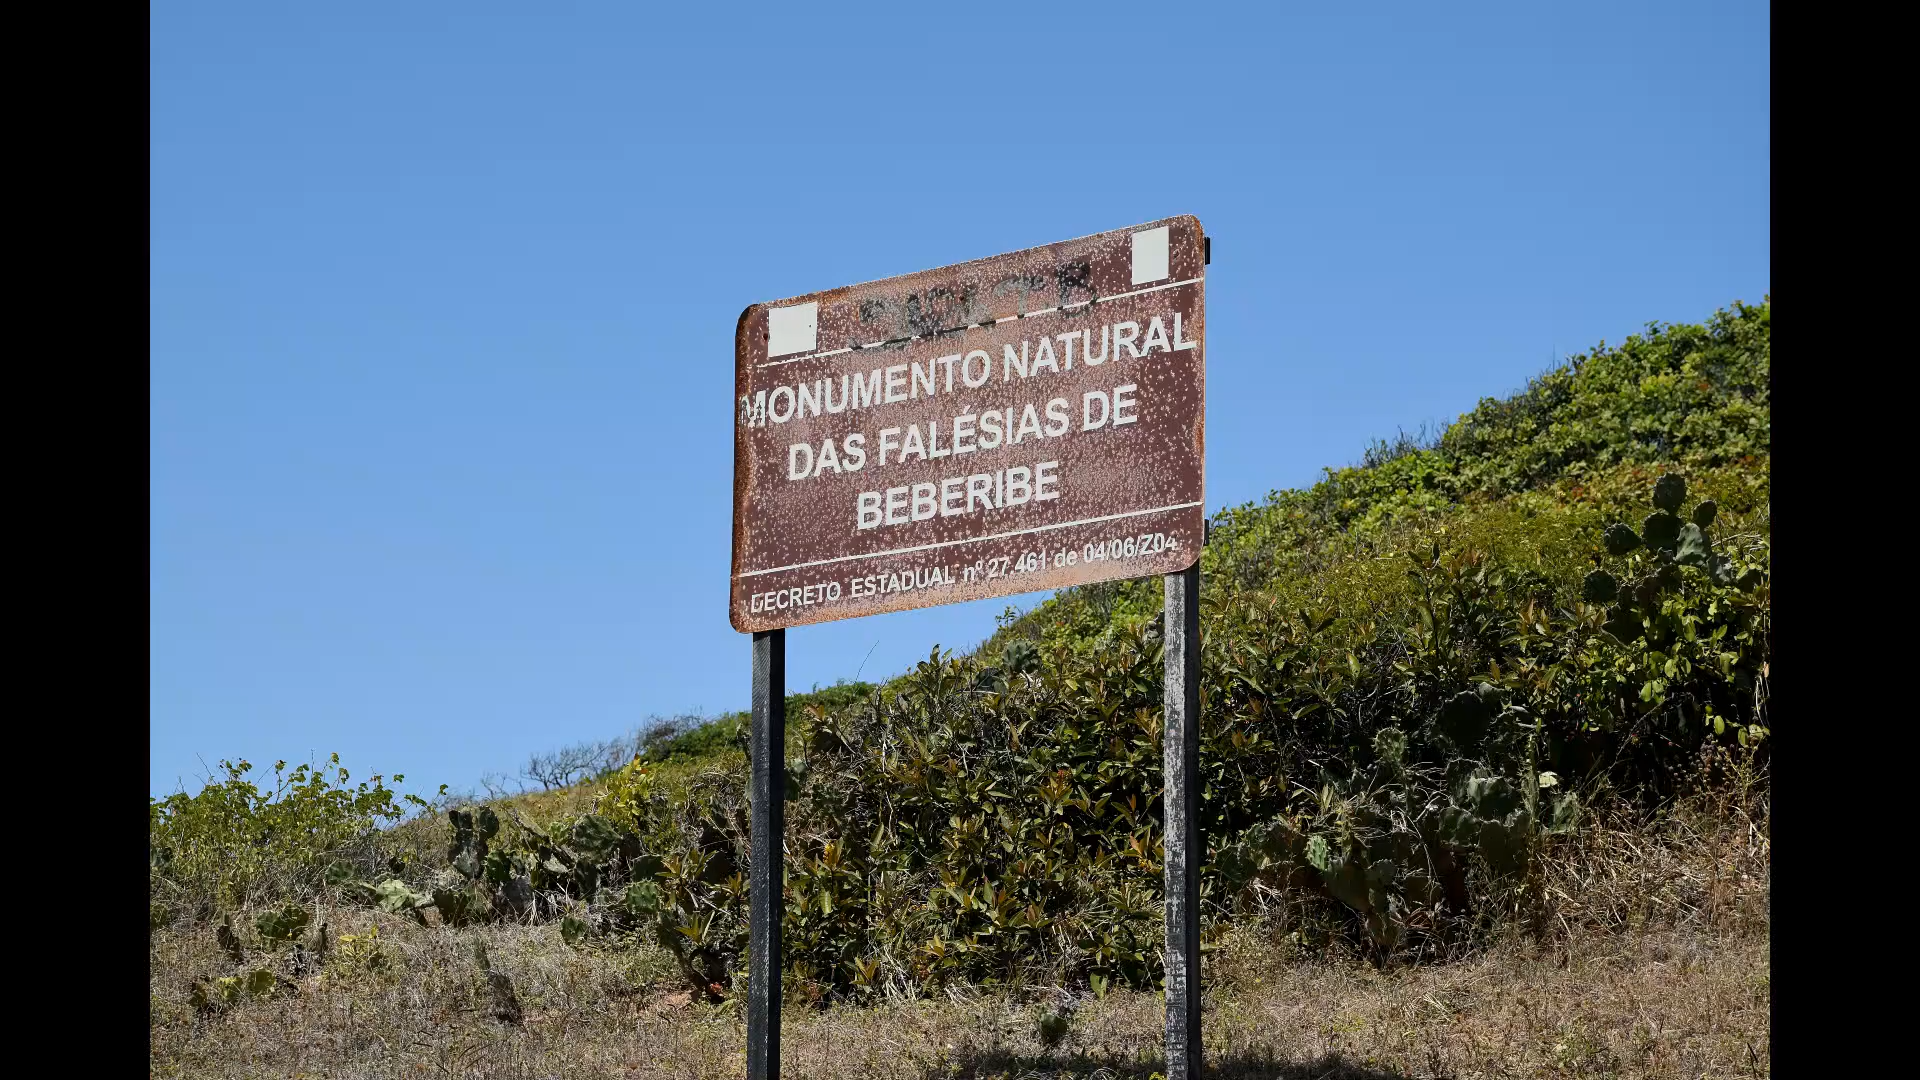 MONUMENTO NATURAL
DAS FALÉSIAS DE
BEBERIBE
DECRETO ESTADUAL nº 27.461 de 04/06/Z04